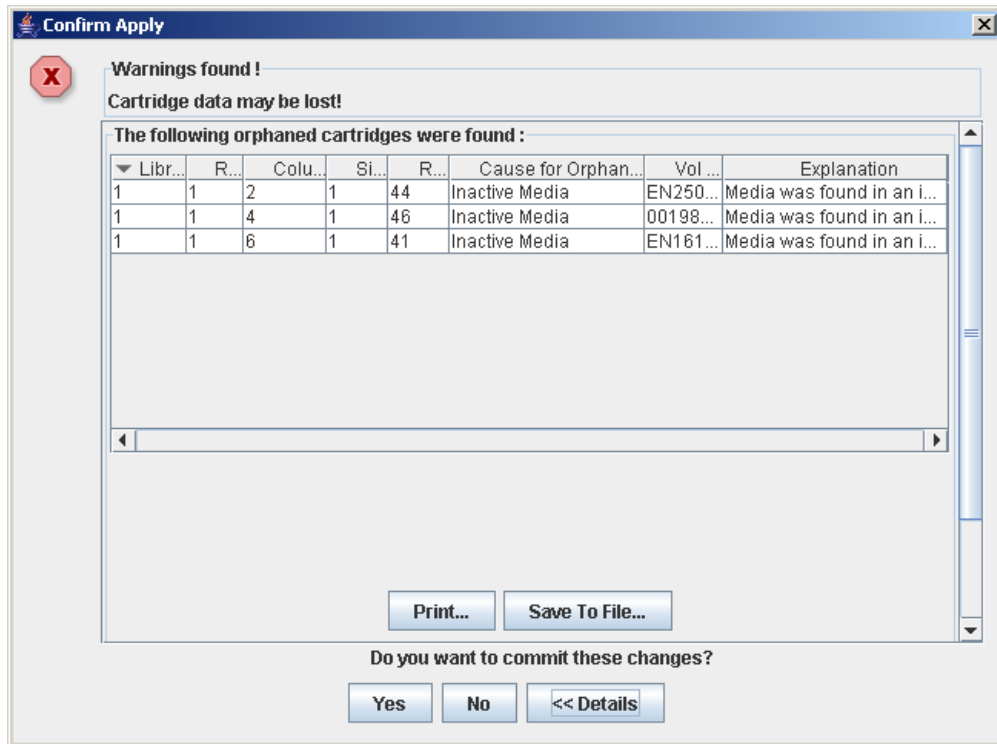 Confirm Apply
Warnings found !
Cartridge data may be lost!
The following orphaned cartridges were found :
Libr... R... Colu... Si... R... Cause for Orphan... Vol ... Explanation
1 1 2 1 44 Inactive Media EN250... Media was found in an i...
1 1 4 1 46 Inactive Media 00198... Media was found in an i...
1 1 6 1 41 Inactive Media EN161... Media was found in an i...
Print... Save To File...
Do you want to commit these changes?
Yes No << Details